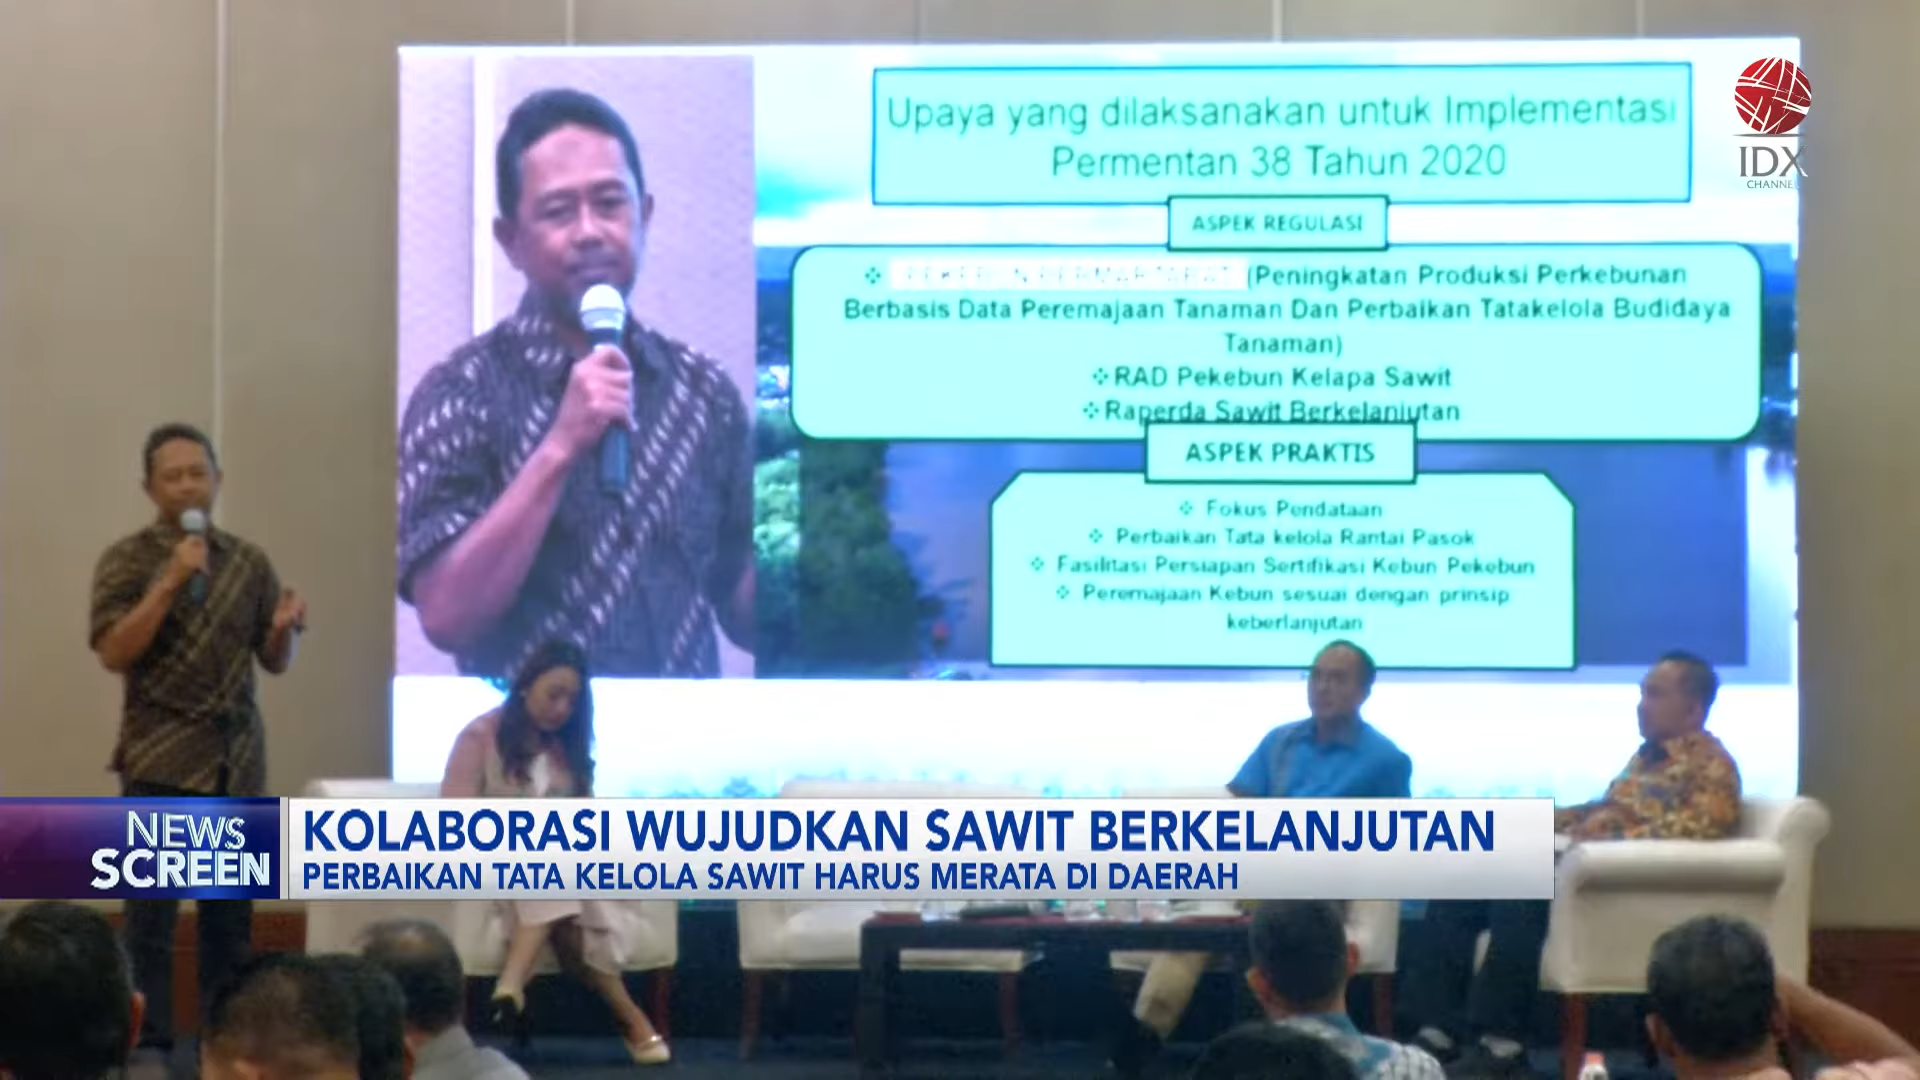 Upaya yang dilaksanakan untuk Implementasi
Permentan 38 Tahun 2020
IDX
CHANNEL
ASPEK REGULASI
❖ PEKEBUN BERMARTABAT (Peningkatan Produksi Perkebunan
Berbasis Data Peremajaan Tanaman Dan Perbaikan Tatakelola Budidaya
Tanaman)
❖RAD Pekebun Kelapa Sawit
❖Raperda Sawit Berkelanjutan
ASPEK PRAKTIS
❖ Fokus Pendataan
❖ Perbaikan Tata kelola Rantai Pasok
❖ Fasilitasi Persiapan Sertifikasi Kebun Pekebun
❖ Peremajaan Kebun sesuai dengan prinsip
keberlanjutan
NEWS
SCREEN
KOLABORASI WUJUDKAN SAWIT BERKELANJUTAN
PERBAIKAN TATA KELOLA SAWIT HARUS MERATA DI DAERAH